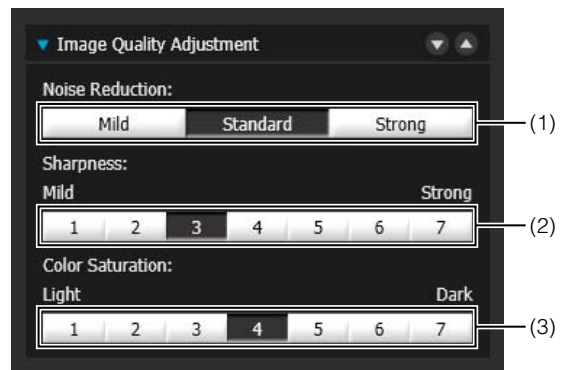 Image Quality Adjustment
Noise Reduction:
Mild Standard Strong (1)
Sharpness:
Mild Strong
1 2 3 4 5 6 7 (2)
Color Saturation:
Light Dark
1 2 3 4 5 6 7 (3)